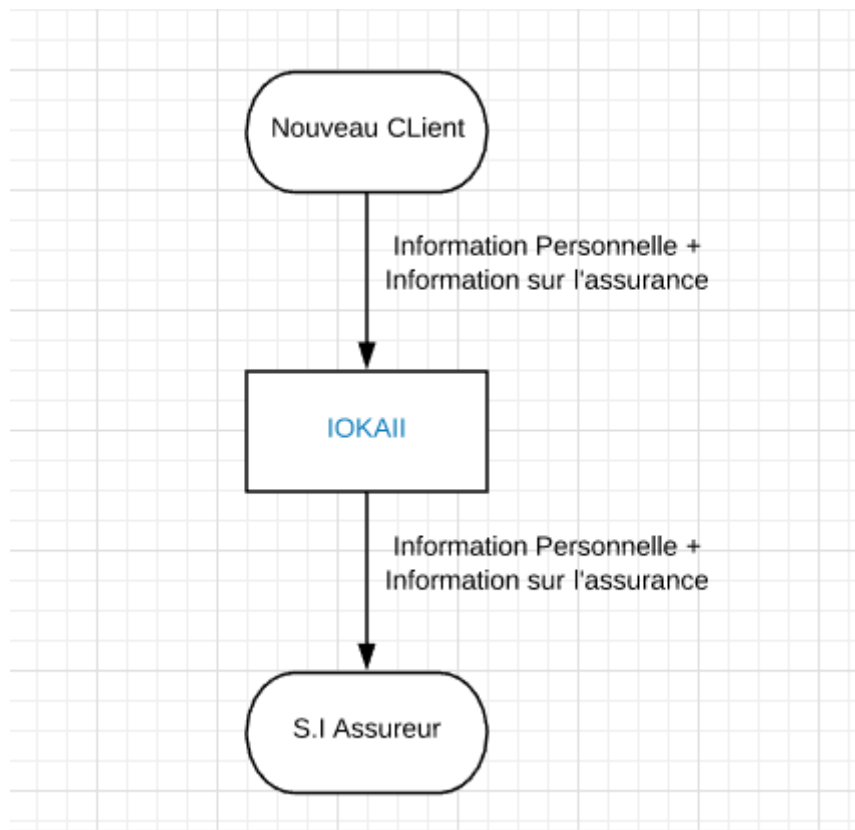 Nouveau CLient
Information Personnelle +
Information sur l'assurance
IOKAII
Information Personnelle +
Information sur l'assurance
S.I Assureur